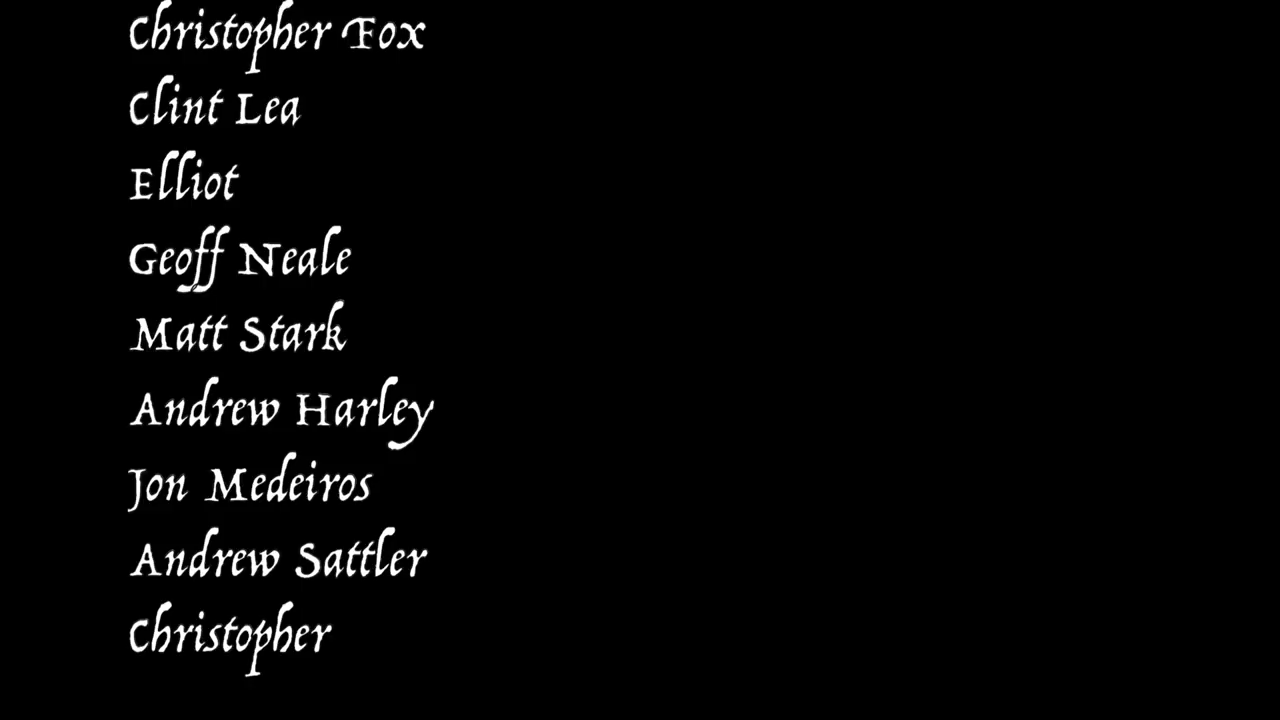 Christopher Fox
Clint Lea
Elliot
Geoff Neale
Matt Stark
Andrew Harley
Jon Medeiros
Andrew Sattler
Christopher